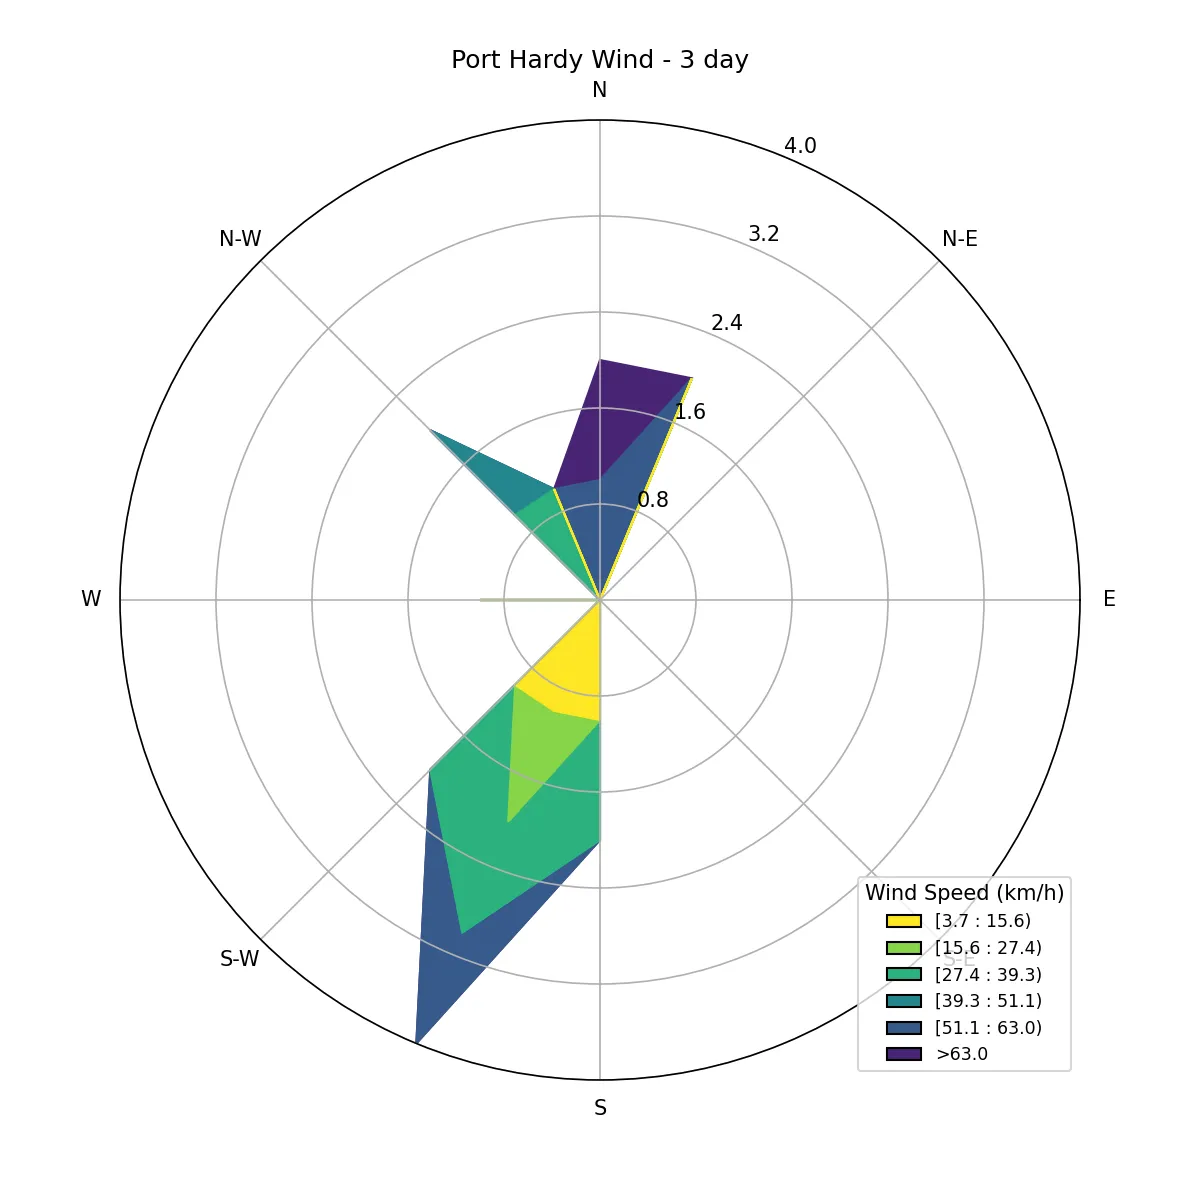 Port Hardy Wind - 3 day
N
4.0
N-W
3.2
N-E
2.4
1.6
0.8
W
E
Wind Speed (km/h)
[3.7 : 15.6)
[15.6 : 27.4)
S-W
S-E
[27.4 : 39.3)
[39.3 : 51.1)
[51.1 : 63.0)
>63.0
S